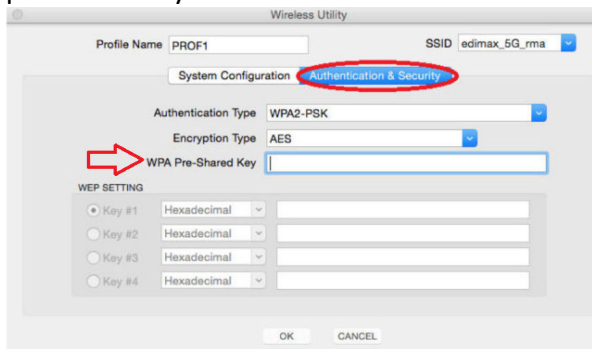 Wireless Utility
Profile Name PROF1 SSID edimax_5G_rma
System Configuration Authentication & Security
Authentication Type WPA2-PSK
Encryption Type AES
WPA Pre-Shared Key
WEP SETTING
Key #1 Hexadecimal
Key #2 Hexadecimal
Key #3 Hexadecimal
Key #4 Hexadecimal
OK CANCEL